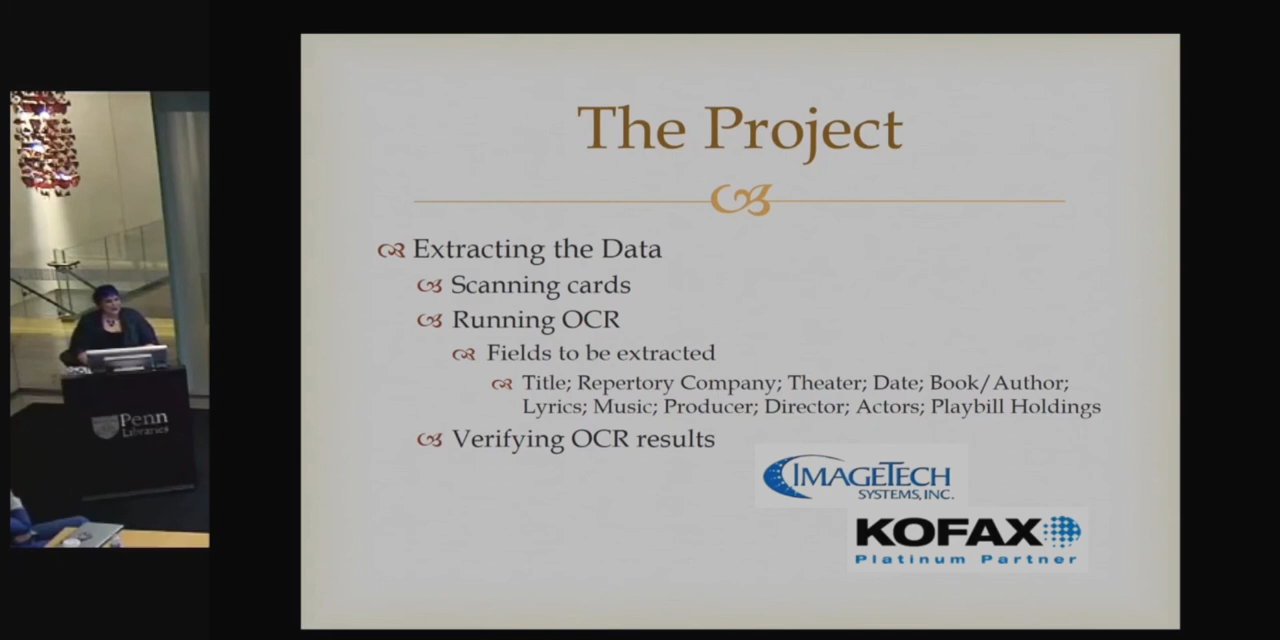 The Project
Extracting the Data
Scanning cards
Running OCR
Fields to be extracted
Title; Repertory Company; Theater; Date; Book/Author;
Lyrics; Music; Producer; Director; Actors; Playbill Holdings
Verifying OCR results
IMAGETECH
SYSTEMS, INC.
KOFAX
Platinum Partner
Penn
Libraries